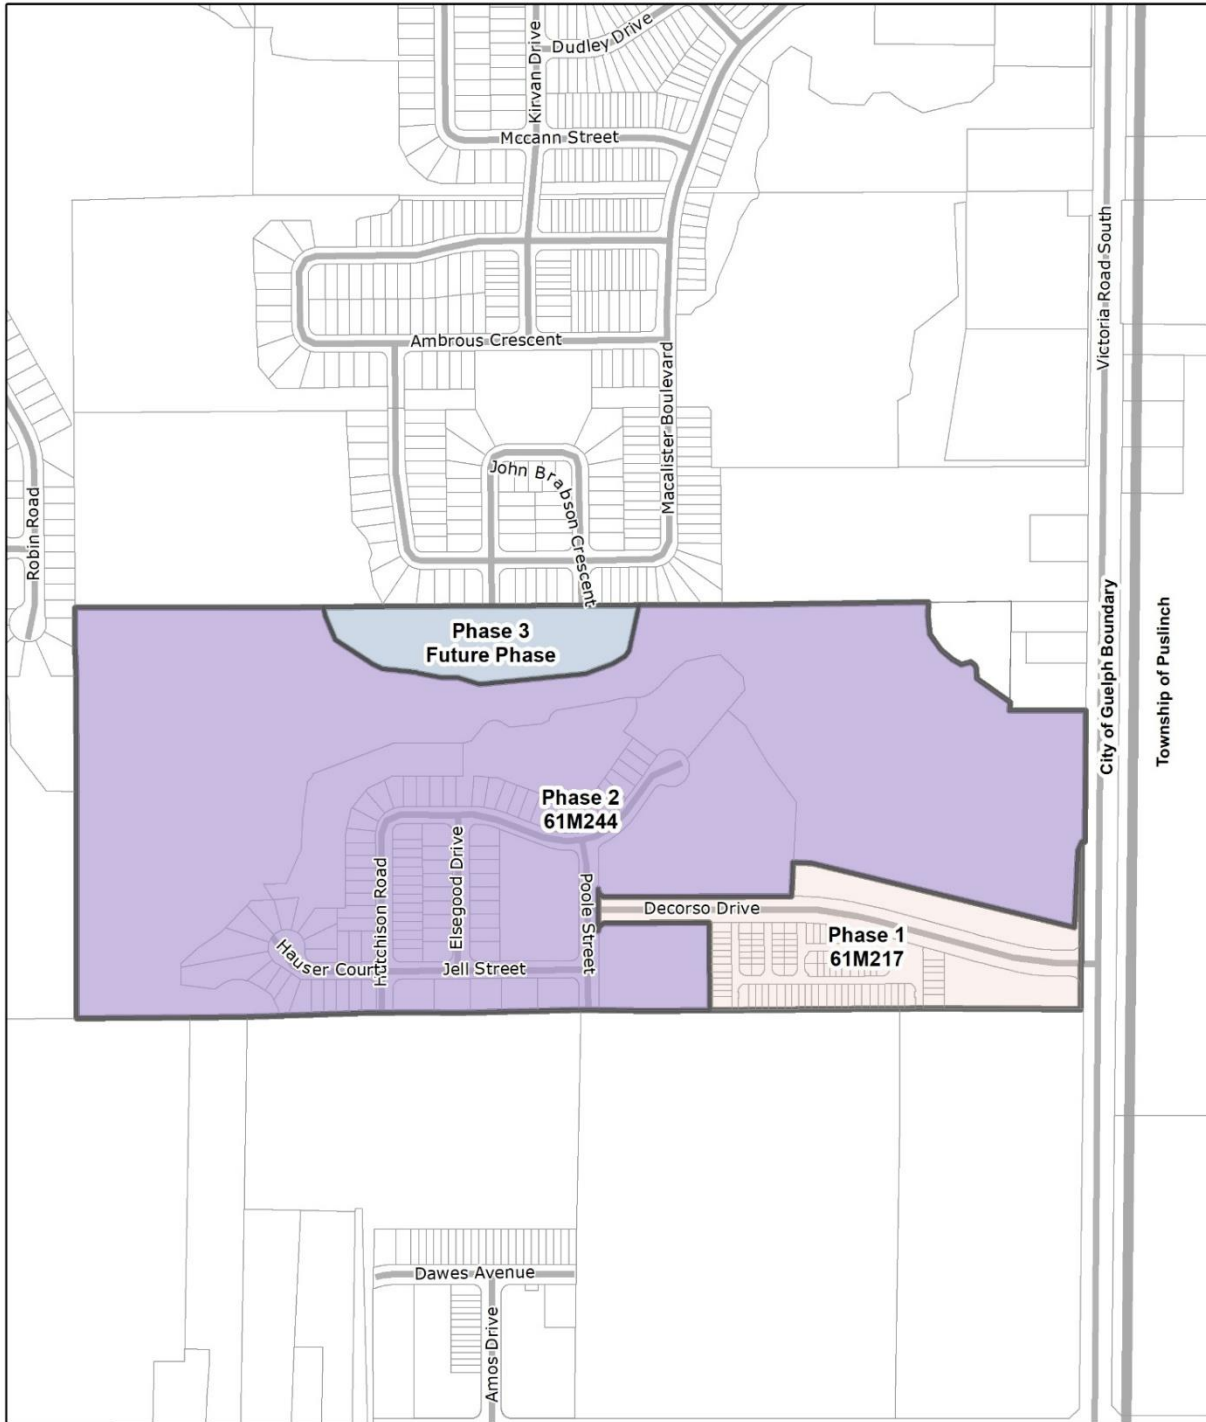 Dudley Drive
Kirvan Drive
Mccann Street
Victoria Road South
Ambrous Crescent
Macalister Boulevard
John Brabson Crescent
Robin Road
City of Guelph Boundary
Township of Puslinch
Phase 3
Future Phase
Phase 2
61M244
Hutchison Road
Elsegood Drive
Poole Street
Decorso Drive
Phase 1
61M217
Hauser Court
Jell Street
Dawes Avenue
Amos Drive